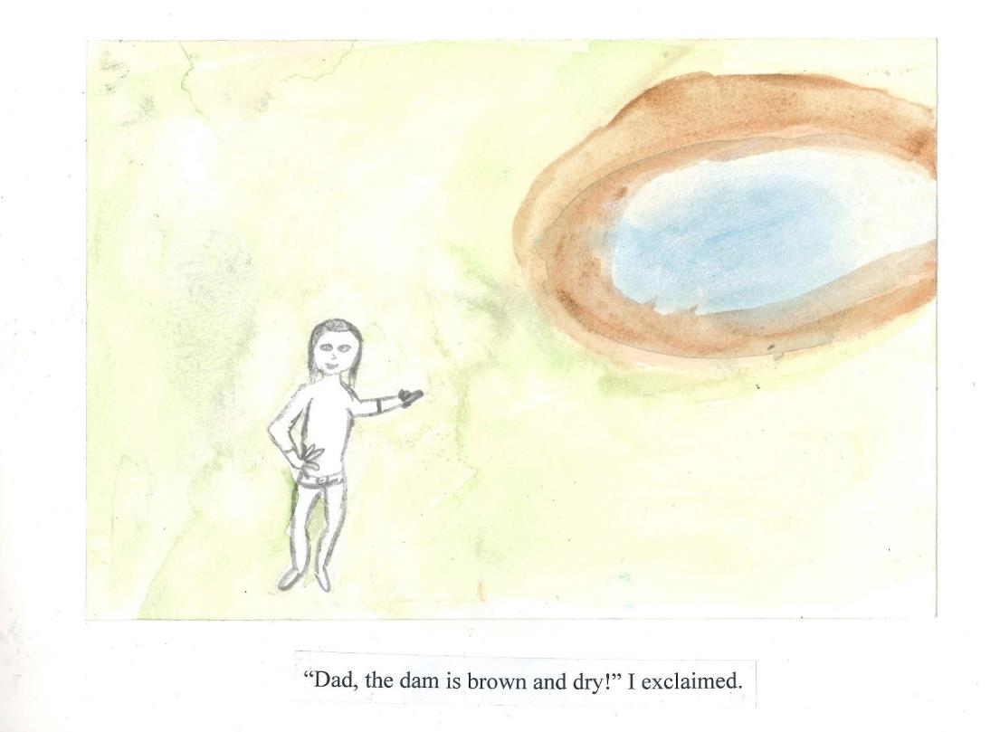 “Dad, the dam is brown and dry!” I exclaimed.